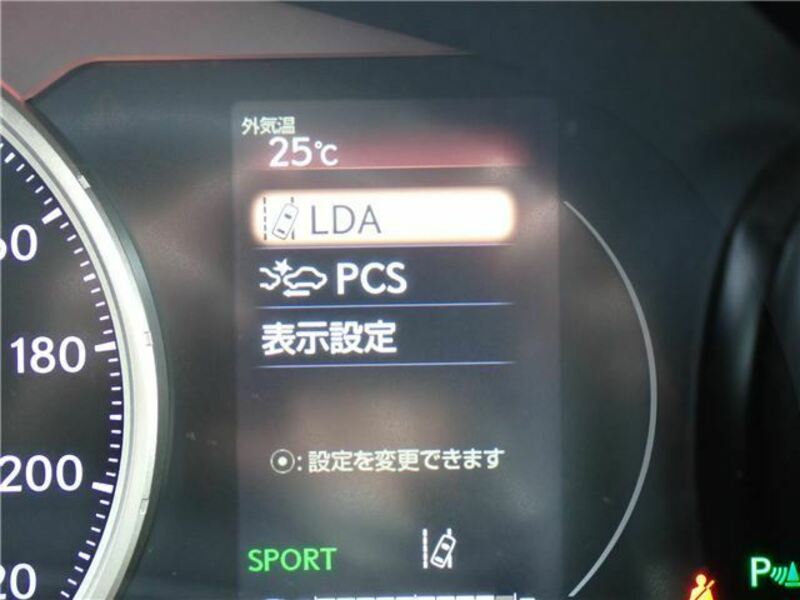 外気温
25℃
LDA
PCS
表示設定
⦿: 設定を変更できます
SPORT
180
200
P